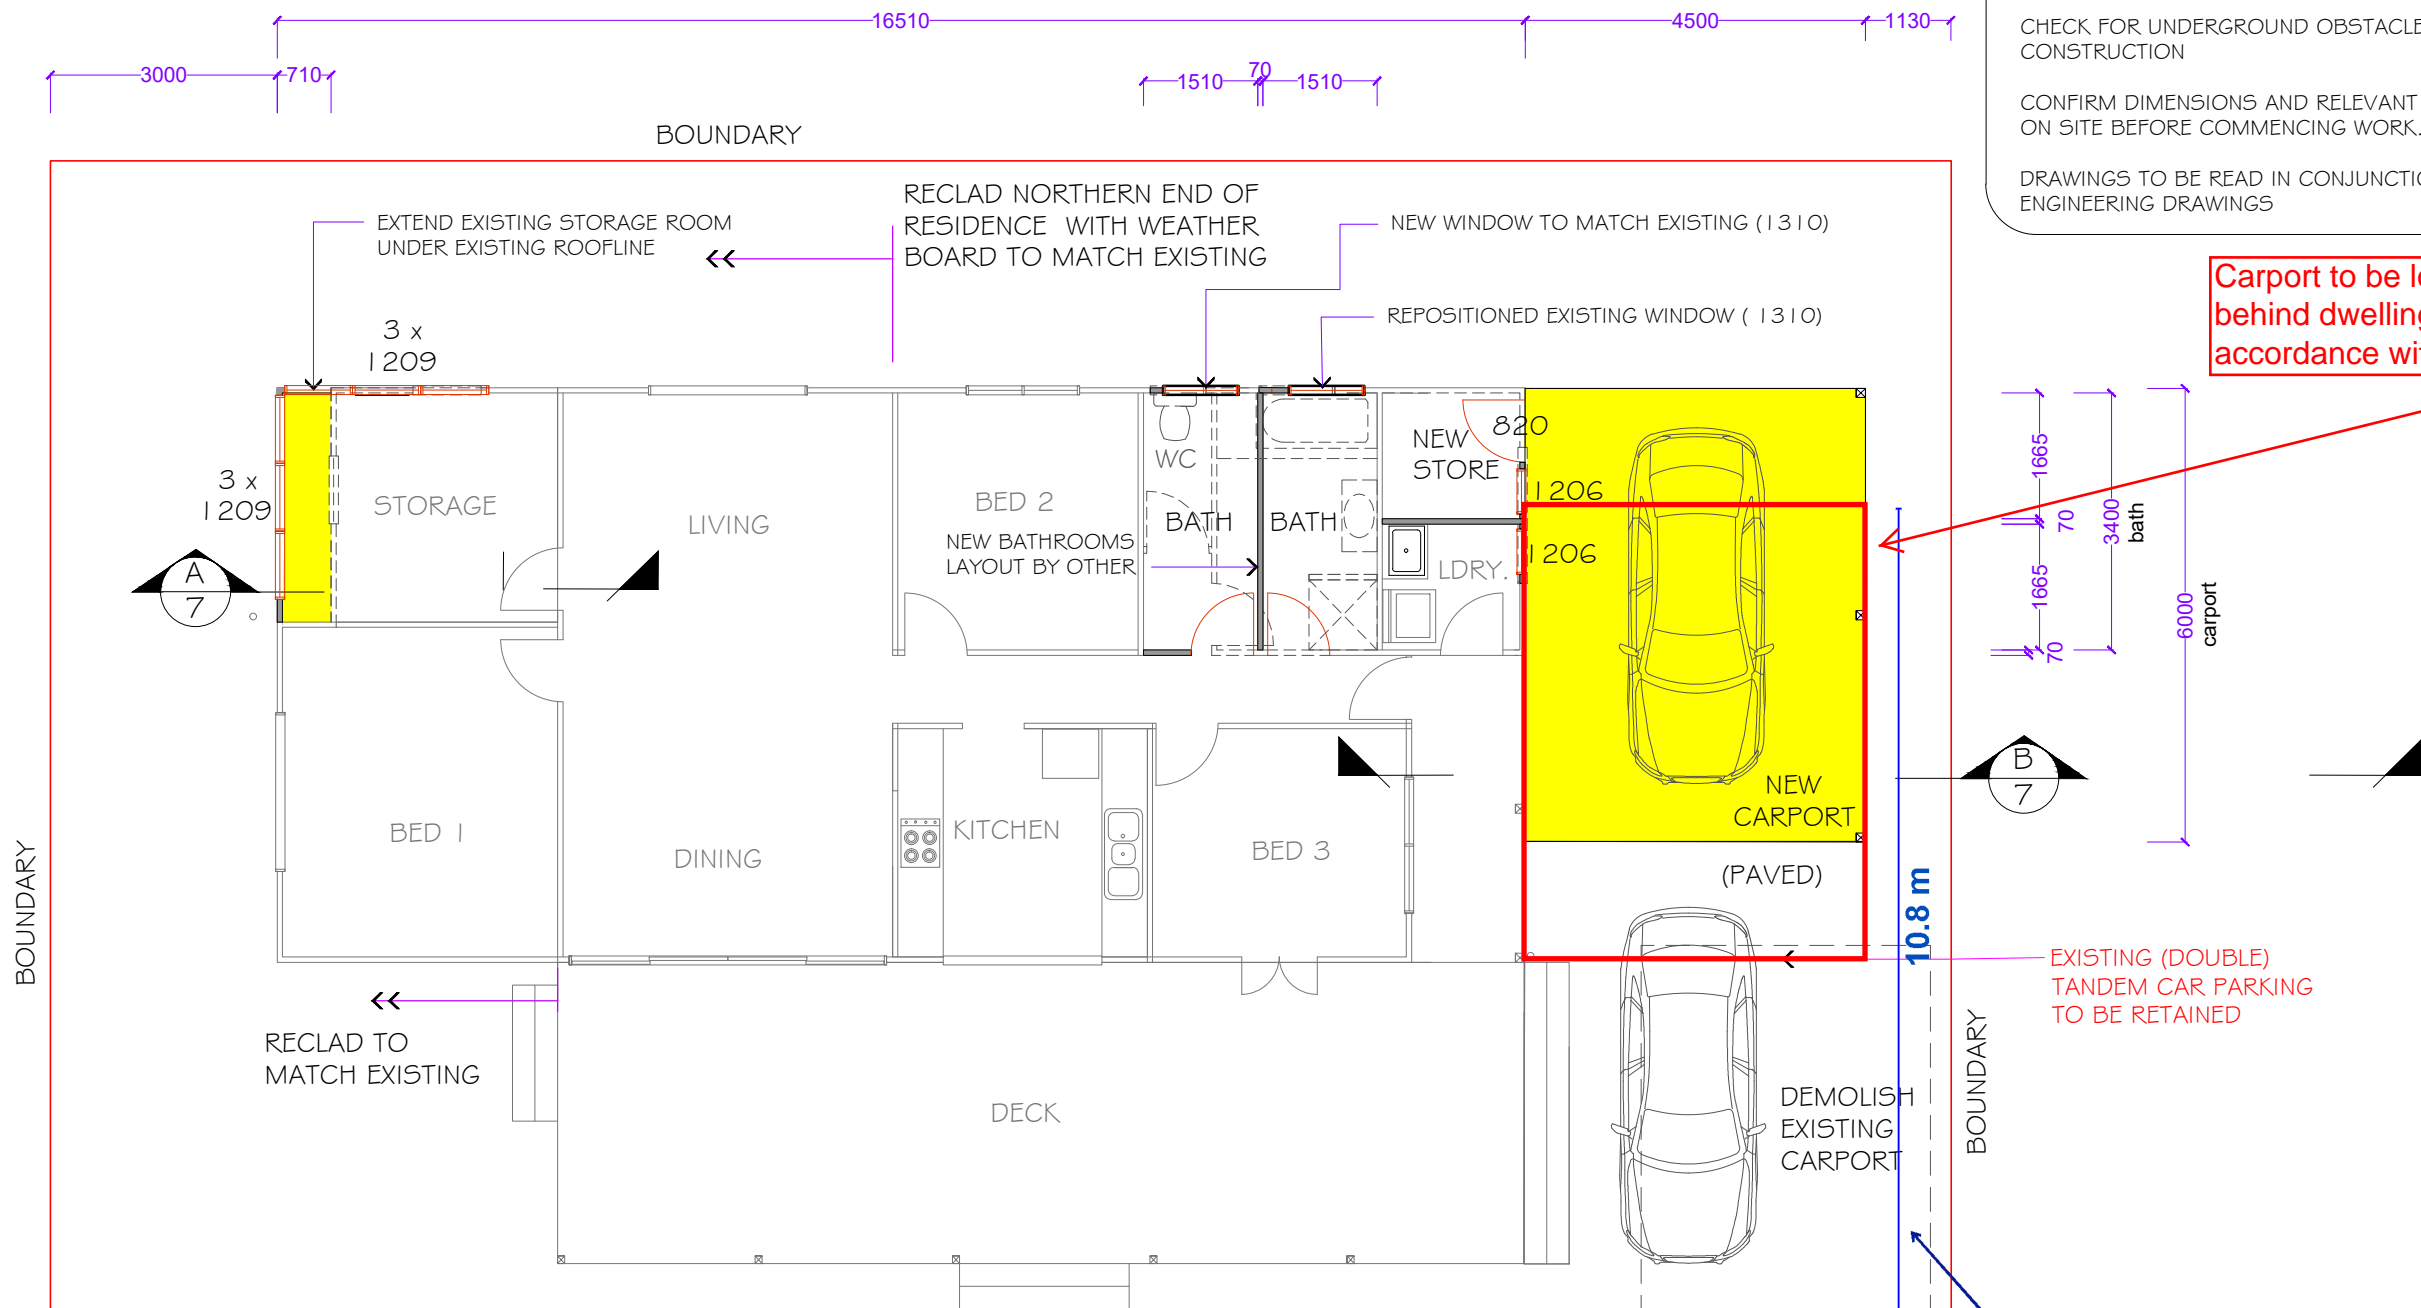 16510
4500
1130
3000
710
1510
70
1510
CHECK FOR UNDERGROUND OBSTACLE
CONSTRUCTION
CONFIRM DIMENSIONS AND RELEVANT
ON SITE BEFORE COMMENCING WORK.
DRAWINGS TO BE READ IN CONJUNCTIO
ENGINEERING DRAWINGS
BOUNDARY
EXTEND EXISTING STORAGE ROOM
UNDER EXISTING ROOFLINE
RECLAD NORTHERN END OF
RESIDENCE WITH WEATHER
BOARD TO MATCH EXISTING
NEW WINDOW TO MATCH EXISTING (1310)
REPOSITIONED EXISTING WINDOW ( 1310)
Carport to be l
behind dwelling
accordance wi
3 x
1209
3 x
1209
STORAGE
LIVING
BED 2
WC
BATH
BATH
NEW
STORE
820
1206
1206
LDRY.
NEW BATHROOMS
LAYOUT BY OTHER
A
7
1665
70
1665
70
3400
bath
6000
carport
BED 1
DINING
KITCHEN
BED 3
NEW
CARPORT
(PAVED)
B
7
10.8 m
EXISTING (DOUBLE)
TANDEM CAR PARKING
TO BE RETAINED
BOUNDARY
RECLAD TO
MATCH EXISTING
DECK
DEMOLISH
EXISTING
CARPORT
BOUNDARY